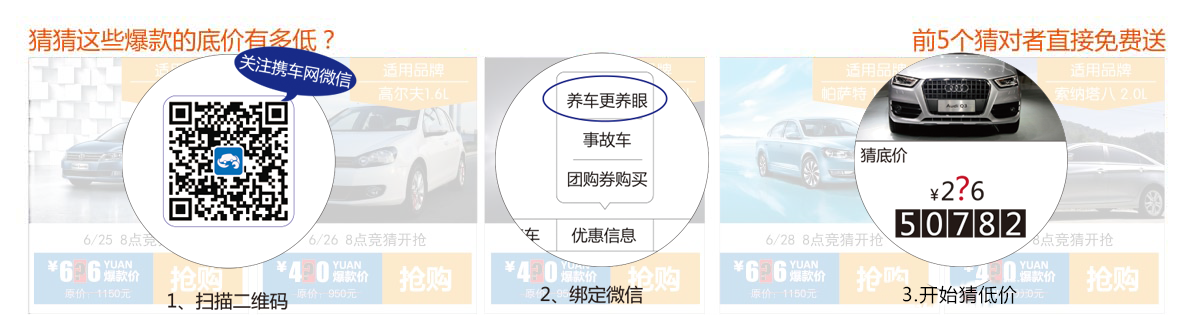 猜猜这些爆款的底价有多低？
前5个猜对者直接免费送
关注携车网微信
适用品牌
高尔夫1.6L
6/25 8点竞猜
6/26 8点竞猜开抢
¥6?6 YUAN
爆款价
原价：1150元
抢购
¥4?0 YUAN
爆款价
原价：950元
抢购
1、扫描二维码
养车更养眼
事故车
团购券购买
车
优惠信息
品牌
开抢
¥4?0 YUAN
爆款价
抢购
2、绑定微信
适用品牌
帕萨特
适用品牌
索纳塔八 2.0L
Audi Q3
猜底价
¥2?6
50782
6/28 8点竞猜开
8点竞猜开抢
¥6?6 YUAN
爆款价
原价：1150元
抢购
YUAN
爆款价
抢购
3.开始猜低价